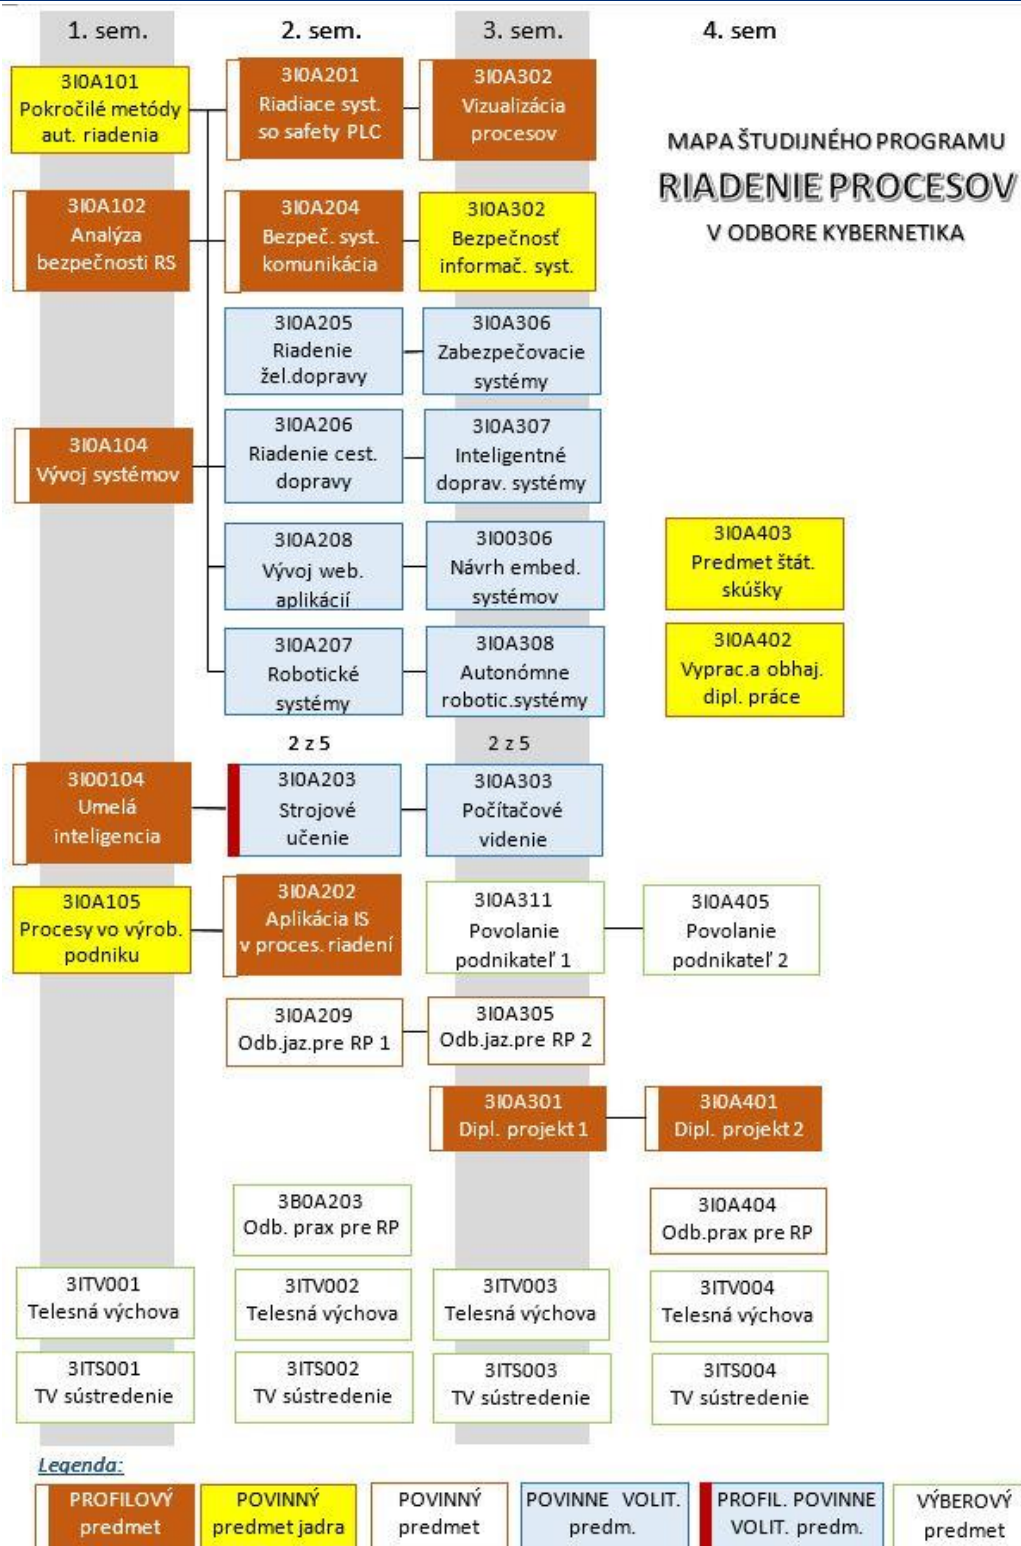 1. sem.
2. sem.
3. sem.
4. sem
3I0A101
Pokročilé metódy
aut. riadenia
3I0A201
Riadiace syst.
so safety PLC
3I0A302
Vizualizácia
procesov
MAPA ŠTUDIJNÉHO PROGRAMU
RIADENIE PROCESOV
V ODBORE KYBERNETIKA
3I0A102
Analýza
bezpečnosti RS
3I0A204
Bezpeč. syst.
komunikácia
3I0A302
Bezpečnosť
informač. syst.
3I0A205
Riadenie
žel.dopravy
3I0A306
Zabezpečovacie
systémy
3I0A104
Vývoj systémov
3I0A206
Riadenie cest.
dopravy
3I0A307
Inteligentné
doprav. systémy
3I0A208
Vývoj web.
aplikácií
3I00306
Návrh embed.
systémov
3I0A403
Predmet štát.
skúšky
3I0A207
Robotické
systémy
3I0A308
Autonómne
robotic.systémy
3I0A402
Vyprac.a obhaj.
dipl. práce
2 z 5
2 z 5
3I00104
Umelá
inteligencia
3I0A203
Strojové
učenie
3I0A303
Počítačové
videnie
3I0A105
Procesy vo výrob.
podniku
3I0A202
Aplikácia IS
v proces. riadení
3I0A311
Povolanie
podnikateľ 1
3I0A405
Povolanie
podnikateľ 2
3I0A209
Odb.jaz.pre RP 1
3I0A305
Odb.jaz.pre RP 2
3I0A301
Dipl. projekt 1
3I0A401
Dipl. projekt 2
3B0A203
Odb. prax pre RP
3I0A404
Odb.prax pre RP
3ITV001
Telesná výchova
3ITV002
Telesná výchova
3ITV003
Telesná výchova
3ITV004
Telesná výchova
3ITS001
TV sústredenie
3ITS002
TV sústredenie
3ITS003
TV sústredenie
3ITS004
TV sústredenie
Legenda:
PROFILOVÝ
predmet
POVINNÝ
predmet jadra
POVINNÝ
predmet
POVINNE VOLIT.
predm.
PROFIL. POVINNE
VOLIT. predm.
VÝBEROVÝ
predmet